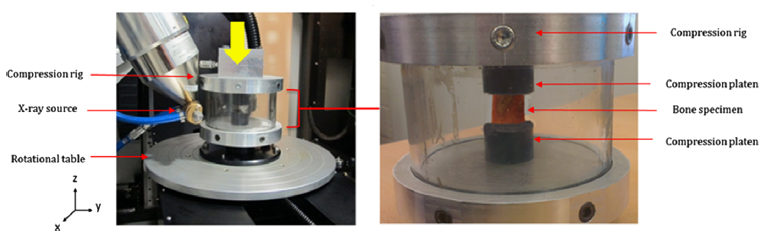 Compression rig
X-ray source
Rotational table
z
y
x
Compression rig
Compression platen
Bone specimen
Compression platen